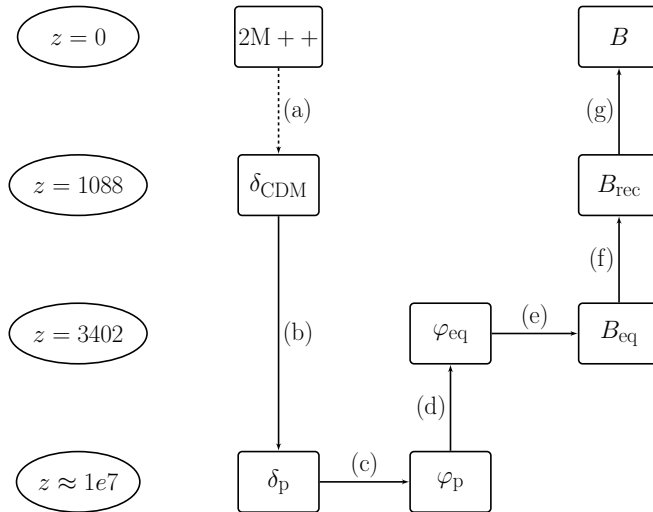 z = 0
2M ++
B
(a)
(g)
z = 1088
δ_CDM
B_rec
(f)
z = 3402
(b)
φ_eq
(e)
B_eq
(d)
z ≈ 1e7
δ_p
(c)
φ_p